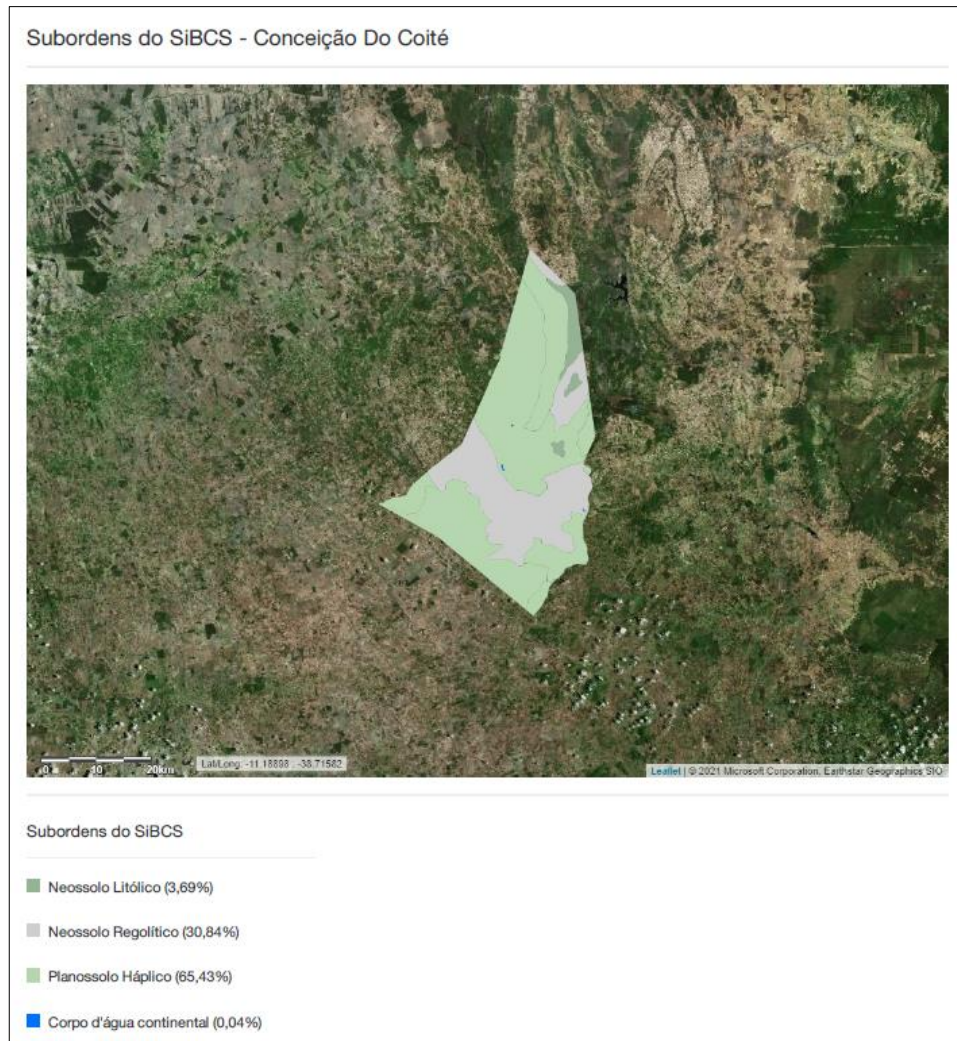 Subordens do SiBCS - Conceição Do Coité
0 10 20km
Lat/Long: -11.18898 , -38.71582
Leaflet | © 2021 Microsoft Corporation, Earthstar Geographics SIO
Subordens do SiBCS
Neossolo Litólico (3,69%)
Neossolo Regolítico (30,84%)
Planossolo Háplico (65,43%)
Corpo d'água continental (0,04%)